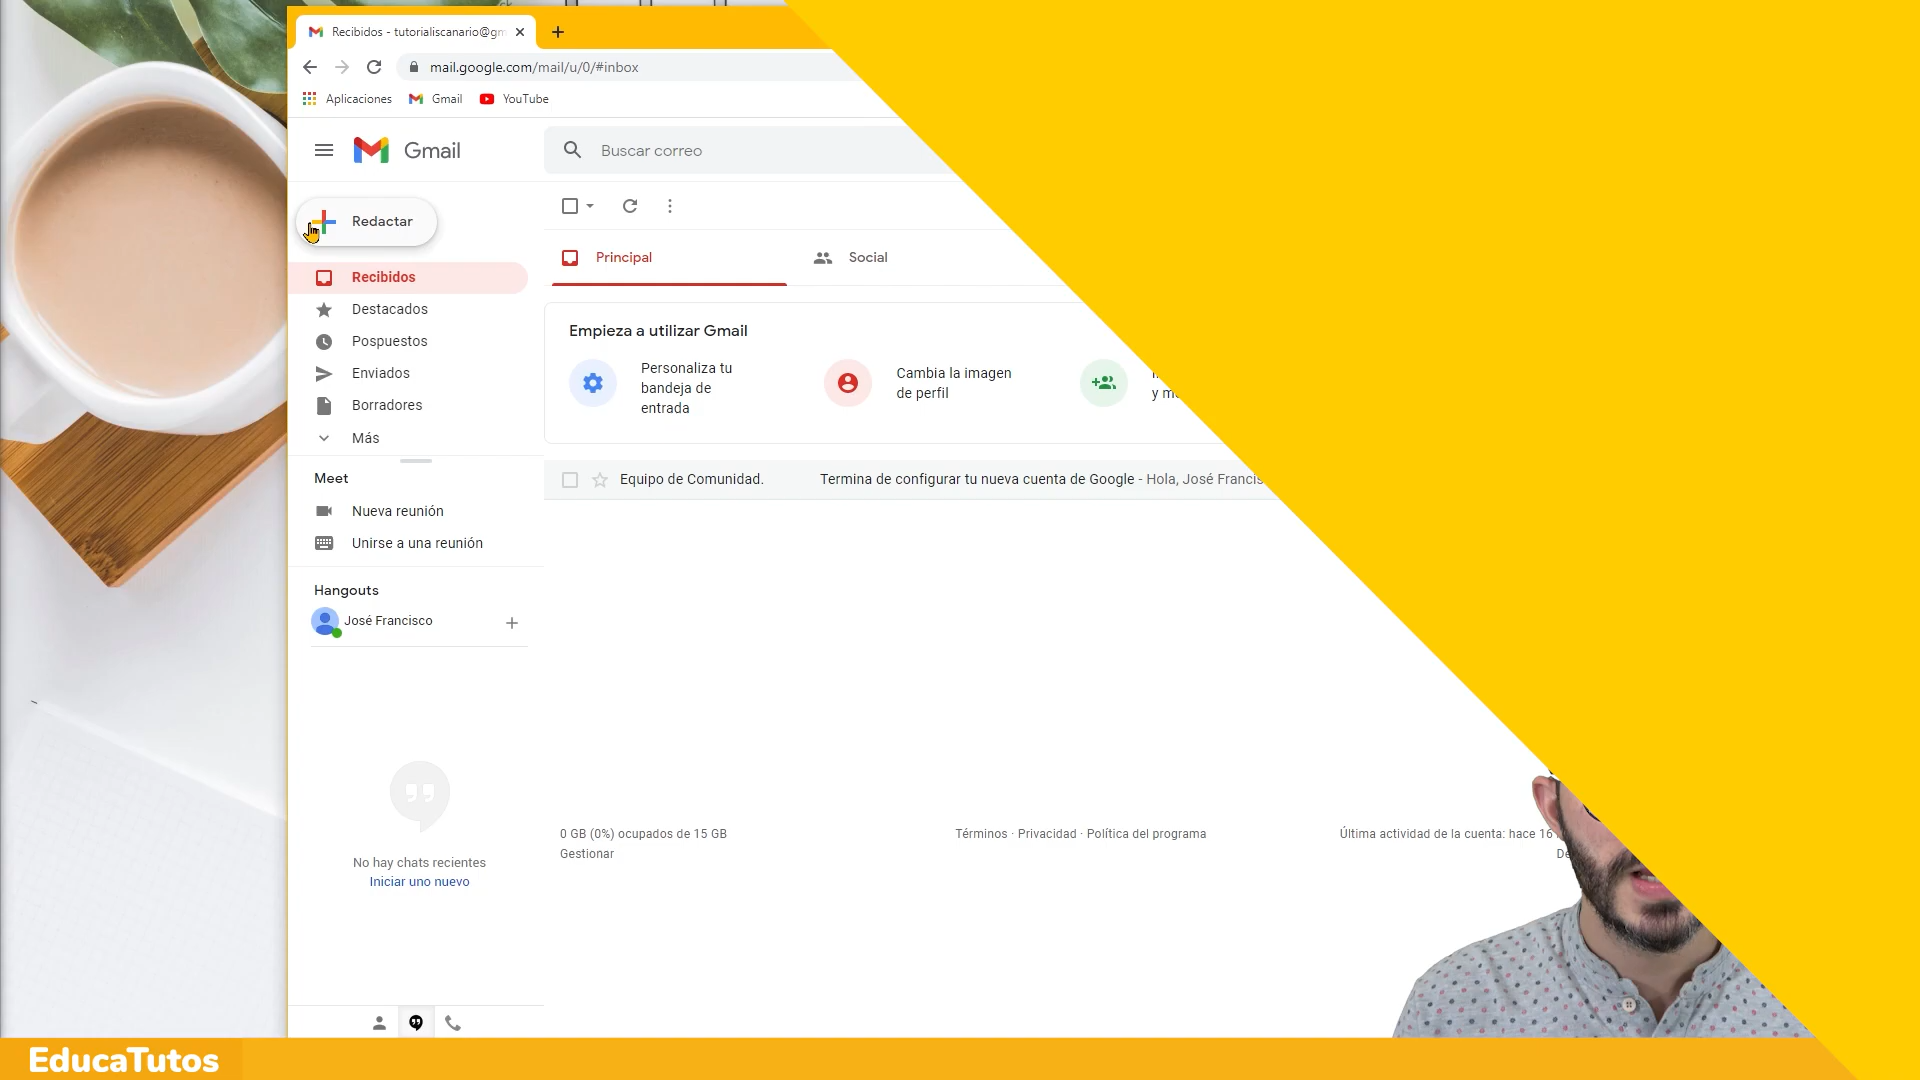 Recibidos - tutorialiscanario@gm
mail.google.com/mail/u/0/#inbox
Aplicaciones
Gmail
YouTube
Gmail
Buscar correo
Redactar
Recibidos
Destacados
Pospuestos
Enviados
Borradores
Más
Meet
Nueva reunión
Unirse a una reunión
Hangouts
José Francisco
No hay chats recientes
Iniciar uno nuevo
Principal
Social
Empieza a utilizar Gmail
Personaliza tu
bandeja de
entrada
Cambia la imagen
de perfil
y
Equipo de Comunidad.
Termina de configurar tu nueva cuenta de Google - Hola, José Francis
0 GB (0%) ocupados de 15 GB
Gestionar
Términos · Privacidad · Política del programa
Última actividad de la cuenta: hace 16
EducaTutos